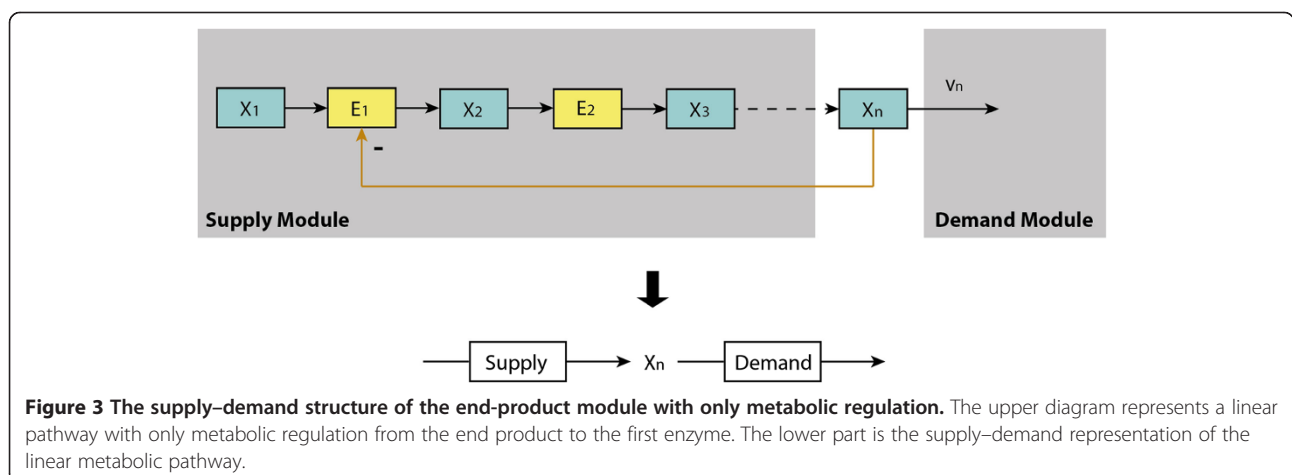 X1 E1 X2 E2 X3 Xn vn
-
Supply Module Demand Module
Supply Xn Demand
Figure 3 The supply–demand structure of the end-product module with only metabolic regulation. The upper diagram represents a linear
pathway with only metabolic regulation from the end product to the first enzyme. The lower part is the supply–demand representation of the
linear metabolic pathway.